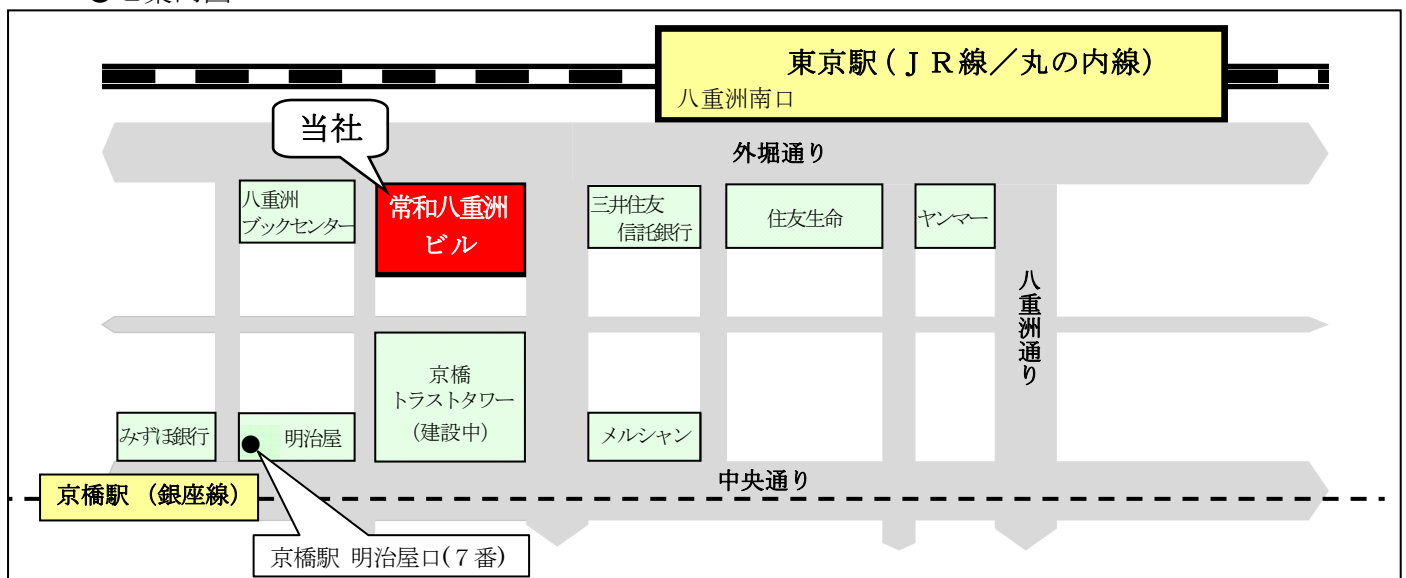 東京駅(ＪＲ線／丸の内線)
八重洲南口
当社
外堀通り
八重洲
ブックセンター
常和八重洲
ビル
三井住友
信託銀行
住友生命
ヤンマー
八重洲通り
京橋
トラストタワー
(建設中)
みずほ銀行
明治屋
メルシャン
中央通り
京橋駅 （銀座線）
京橋駅 明治屋口(７番)